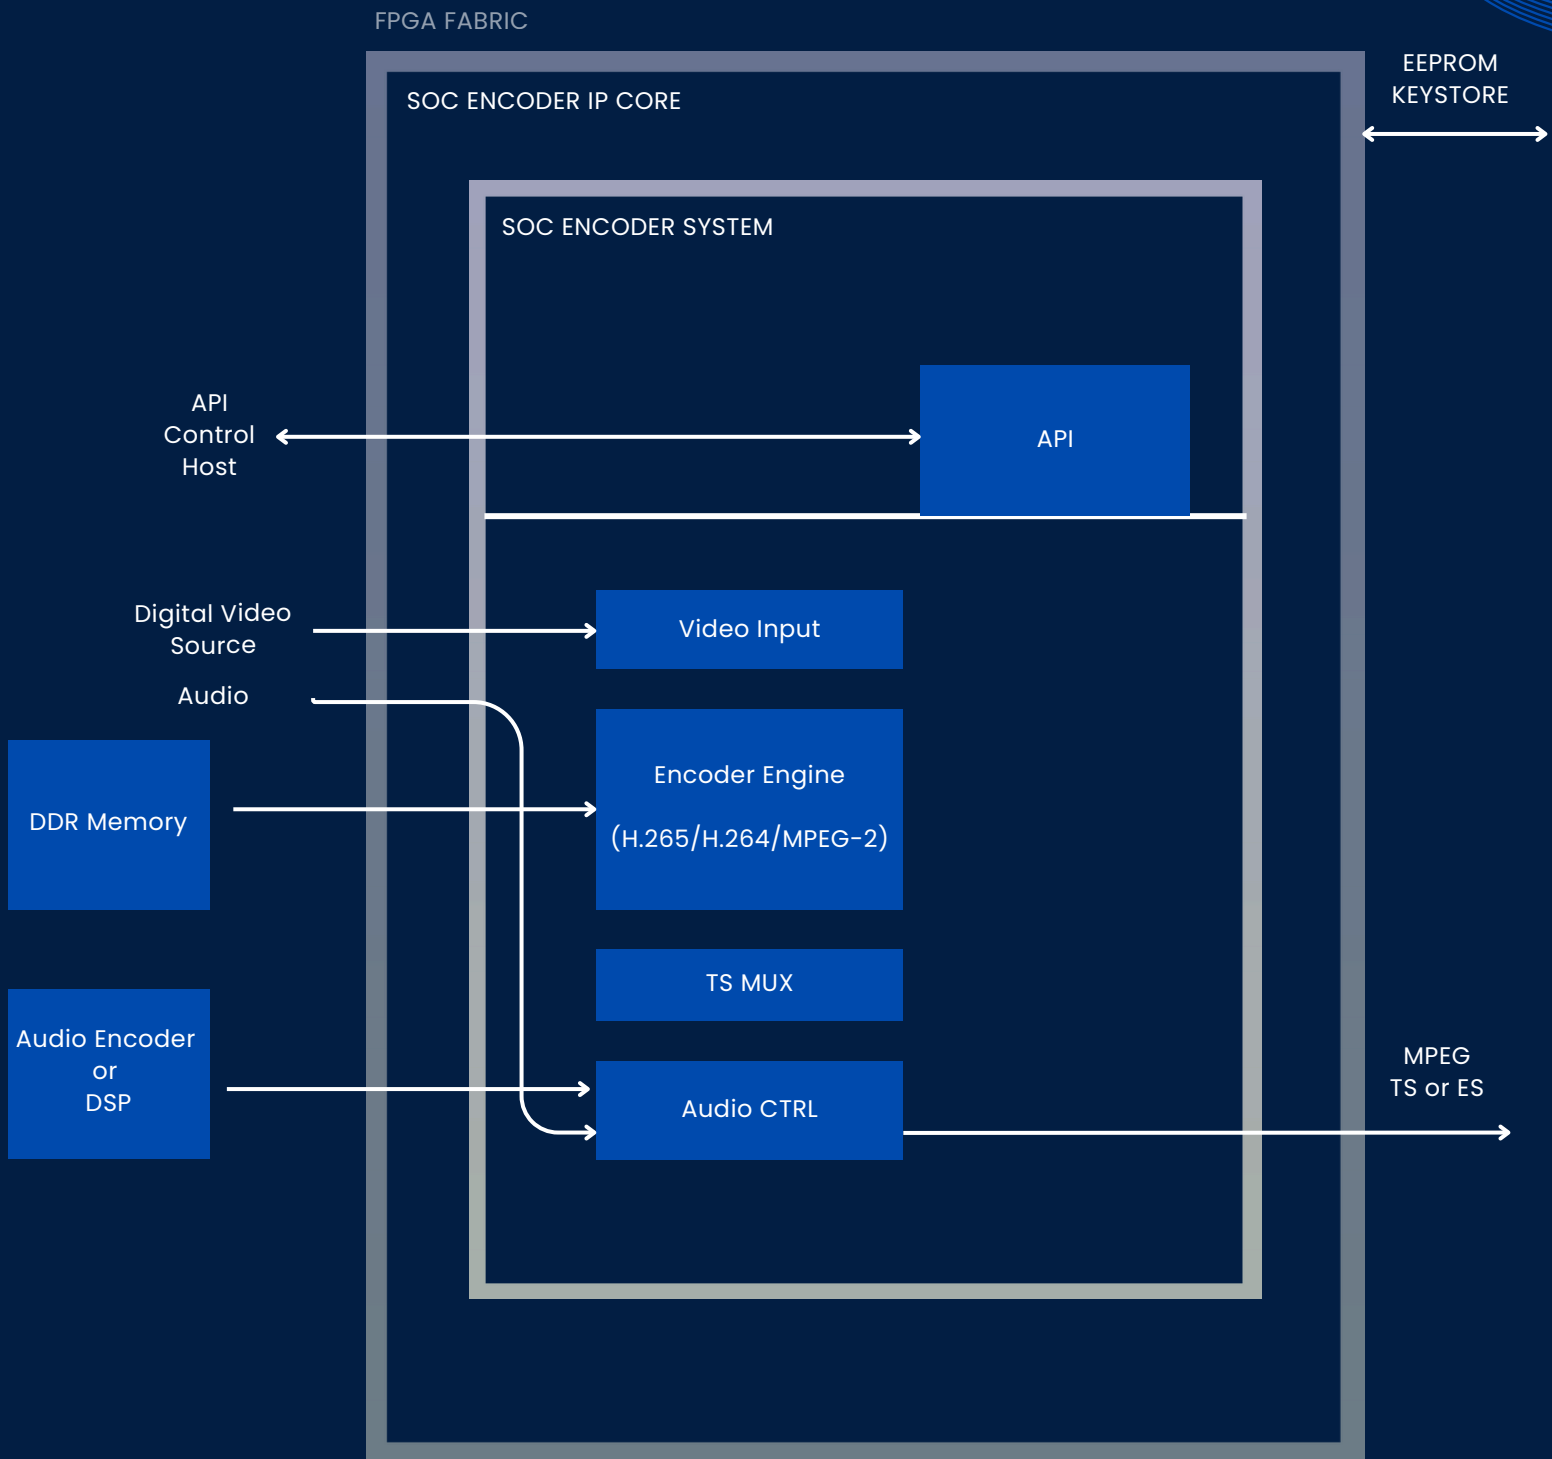 FPGA FABRIC
EEPROM
KEYSTORE
SOC ENCODER IP CORE
SOC ENCODER SYSTEM
API
Control
Host
API
Digital Video
Source
Video Input
Audio
Encoder Engine
(H.265/H.264/MPEG-2)
DDR Memory
TS MUX
Audio Encoder
or
DSP
Audio CTRL
MPEG
TS or ES